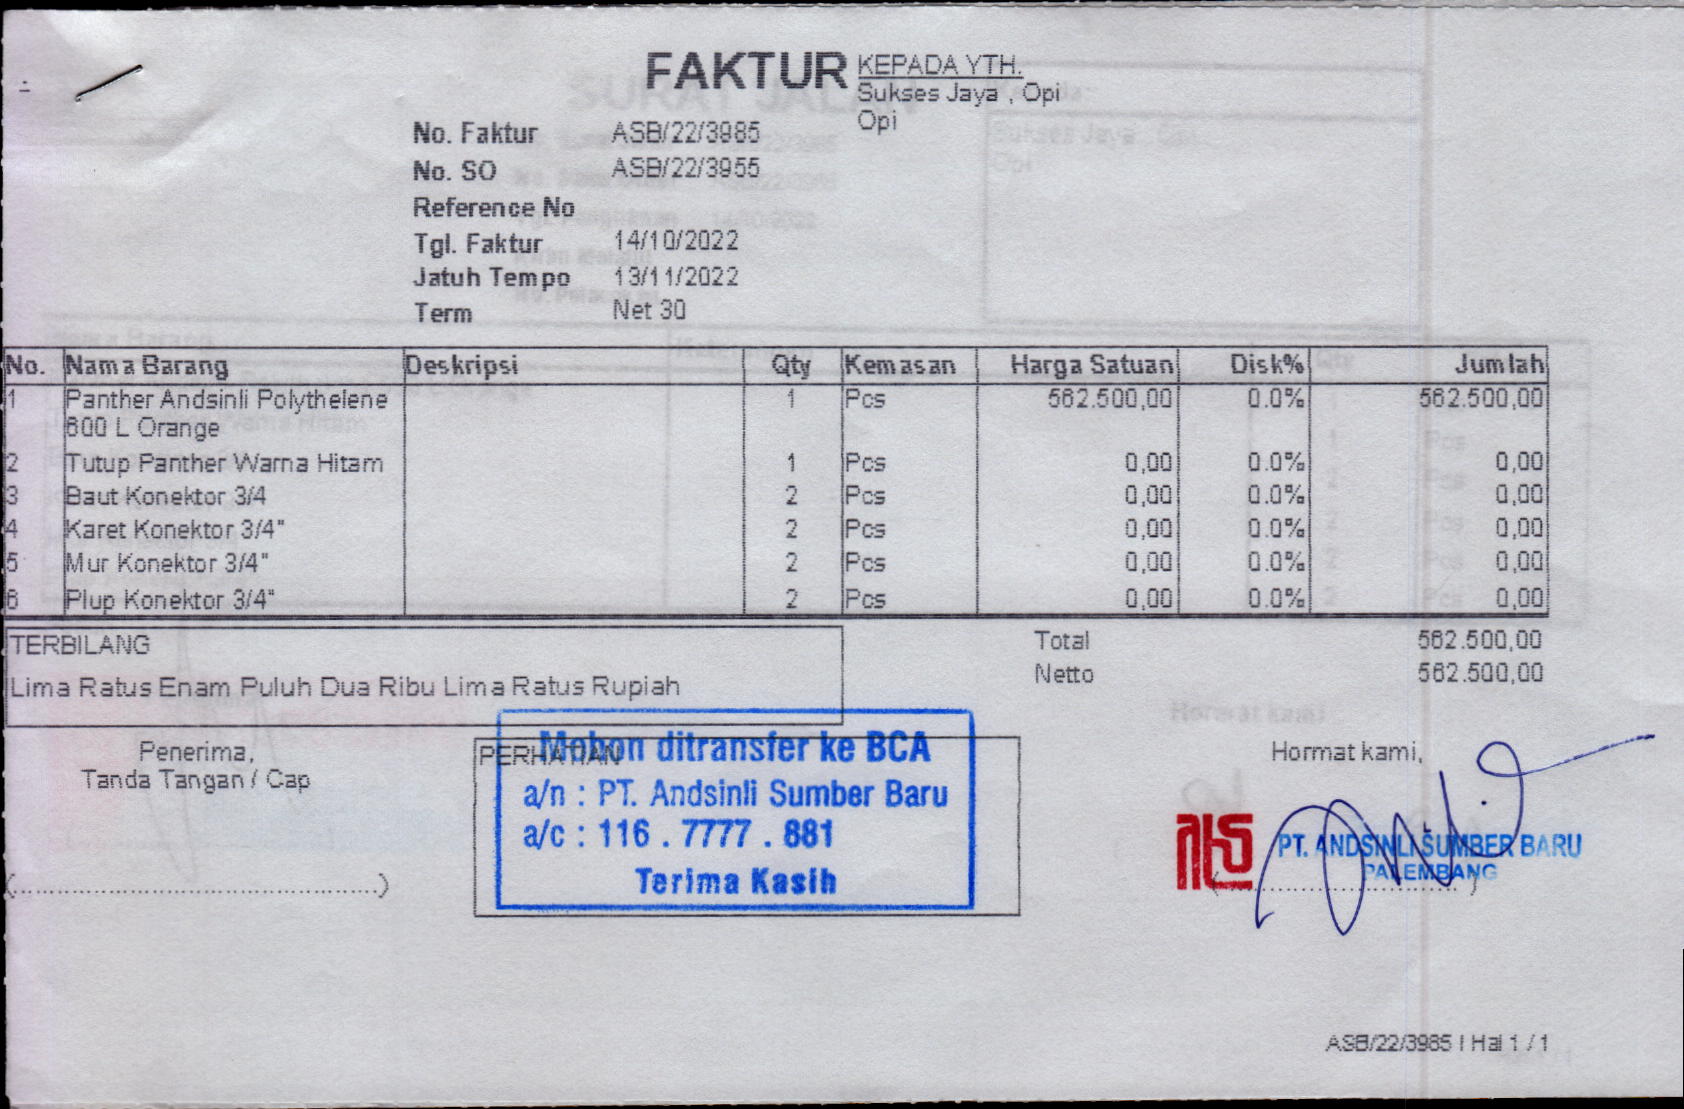 FAKTUR
KEPADA YTH.
Sukses Jaya , Opi
Opi
No. Faktur ASB/22/3985
No. SO ASB/22/3955
Reference No
Tgl. Faktur 14/10/2022
Jatuh Tempo 13/11/2022
Term Net 30
No. Nama Barang Deskripsi Qty Kemasan Harga Satuan Disk% Jumlah
1 Panther Andsinli Polythelene 1 Pcs 562.500,00 0.0% 562.500,00
600 L Orange
2 Tutup Panther Warna Hitam 1 Pcs 0,00 0.0% 0,00
3 Baut Konektor 3/4 2 Pcs 0,00 0.0% 0,00
4 Karet Konektor 3/4" 2 Pcs 0,00 0.0% 0,00
5 Mur Konektor 3/4" 2 Pcs 0,00 0.0% 0,00
6 Plup Konektor 3/4" 2 Pcs 0,00 0.0% 0,00
TERBILANG
Lima Ratus Enam Puluh Dua Ribu Lima Ratus Rupiah
Total 562.500,00
Netto 562.500,00
Penerima,
Tanda Tangan / Cap
PERHATIAN
Mohon ditransfer ke BCA
a/n : PT. Andsinli Sumber Baru
a/c : 116 . 7777 . 881
Terima Kasih
Hormat kami,
PT. ANDSINLI SUMBER BARU
PALEMBANG
ASB/22/3985 | Hal 1 / 1